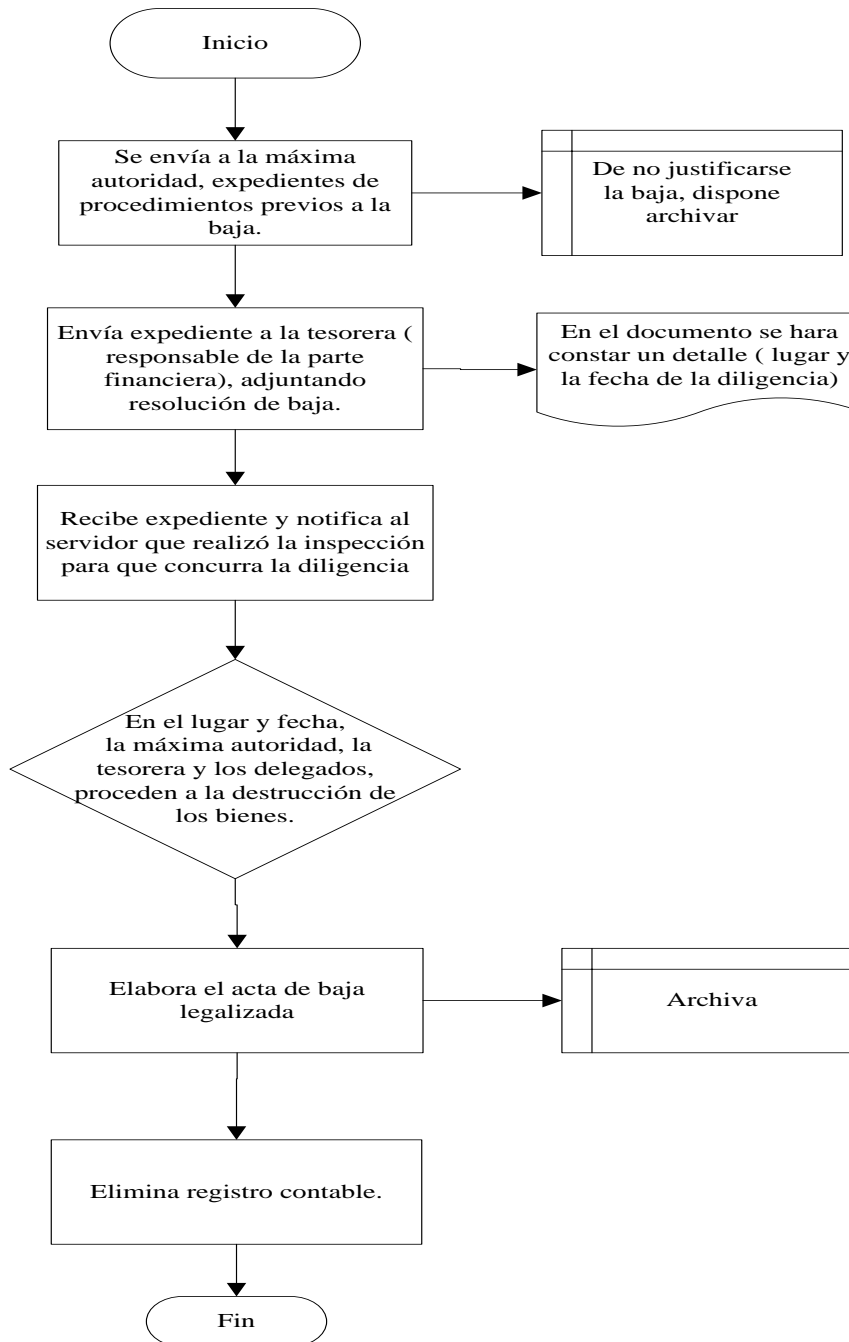 Inicio
Se envía a la máxima
autoridad, expedientes de
procedimientos previos a la
baja.
De no justificarse
la baja, dispone
archivar
Envía expediente a la tesorera (
responsable de la parte
financiera), adjuntando
resolución de baja.
En el documento se hara
constar un detalle ( lugar y
la fecha de la diligencia)
Recibe expediente y notifica al
servidor que realizó la inspección
para que concurra la diligencia
En el lugar y fecha,
la máxima autoridad, la
tesorera y los delegados,
proceden a la destrucción de
los bienes.
Elabora el acta de baja
legalizada
Archiva
Elimina registro contable.
Fin